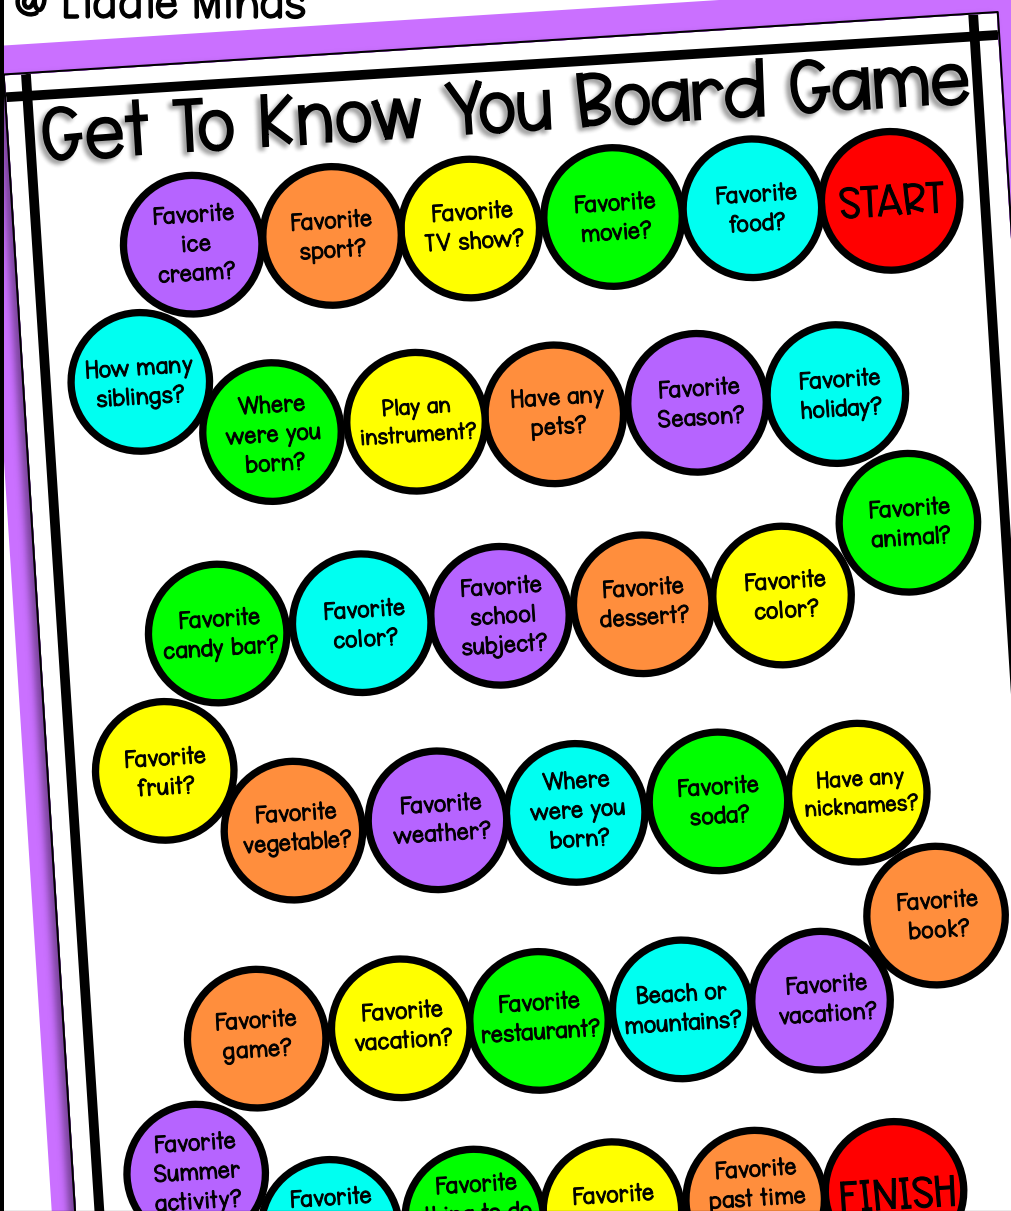 @ Liddle Minds
Get To Know You Board Game
START
Favorite
food?
Favorite
movie?
Favorite
TV show?
Favorite
sport?
Favorite
ice
cream?
How many
siblings?
Where
were you
born?
Play an
instrument?
Have any
pets?
Favorite
Season?
Favorite
holiday?
Favorite
animal?
Favorite
color?
Favorite
dessert?
Favorite
school
subject?
Favorite
color?
Favorite
candy bar?
Favorite
fruit?
Favorite
vegetable?
Favorite
weather?
Where
were you
born?
Favorite
soda?
Have any
nicknames?
Favorite
book?
Favorite
vacation?
Beach or
mountains?
Favorite
restaurant?
Favorite
vacation?
Favorite
game?
Favorite
Summer
activity?
Favorite
Favorite
thing to do
Favorite
Favorite
past time
FINISH